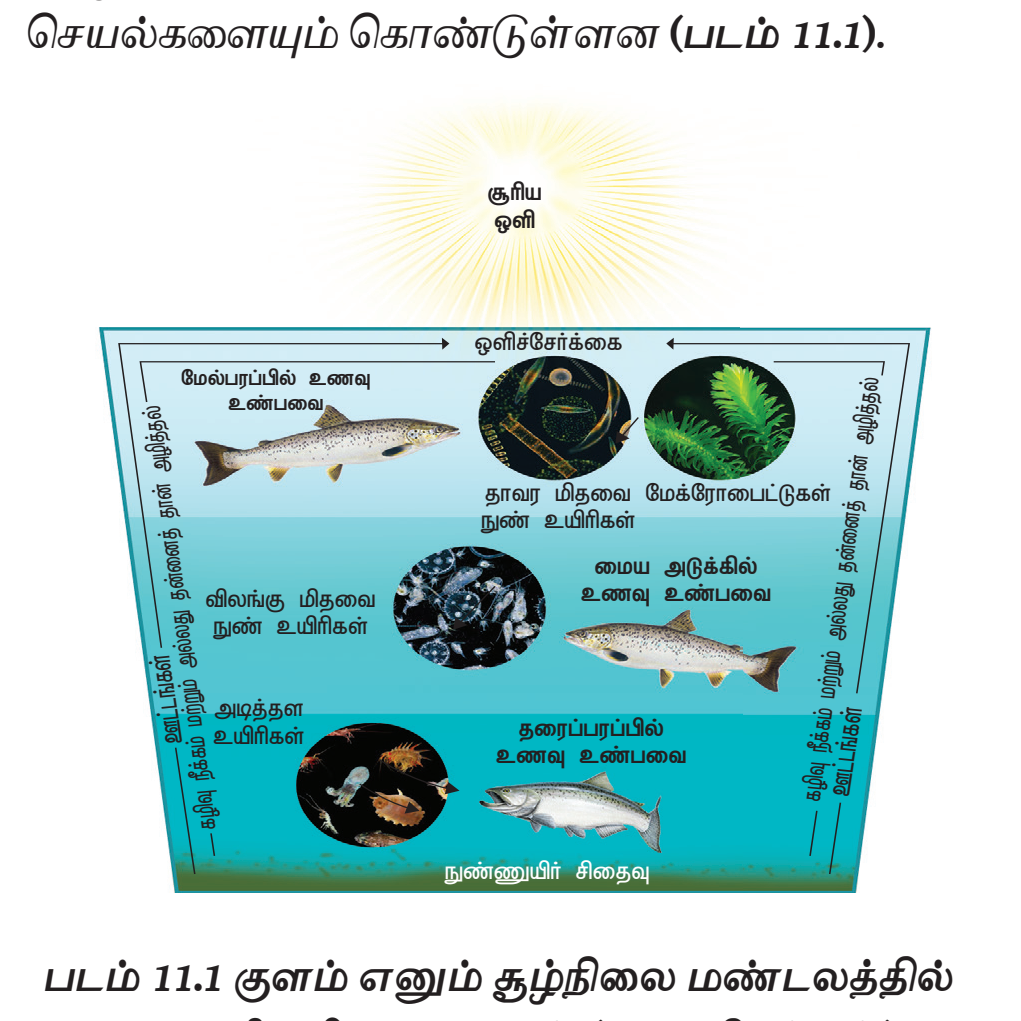 செயல்களையும் கொண்டுள்ளன (படம் 11.1).
சூரிய
ஒளி
ஒளிச்சேர்க்கை
மேல்பரப்பில் உணவு
உண்பவை
தாவர மிதவை
நுண் உயிரிகள்
மேக்ரோபைட்டுகள்
விலங்கு மிதவை
நுண் உயிரிகள்
மைய அடுக்கில்
உணவு உண்பவை
அடித்தள
உயிரிகள்
தரைப்பரப்பில்
உணவு உண்பவை
நுண்ணுயிர் சிதைவு
ஊட்டங்கள்
கழிவு நீக்கம் மற்றும் அல்லது தன்னைத் தான் அழித்தல்
கழிவு நீக்கம் மற்றும் அல்லது தன்னைத் தான் அழித்தல்
ஊட்டங்கள்
படம் 11.1 குளம் எனும் சூழ்நிலை மண்டலத்தில்